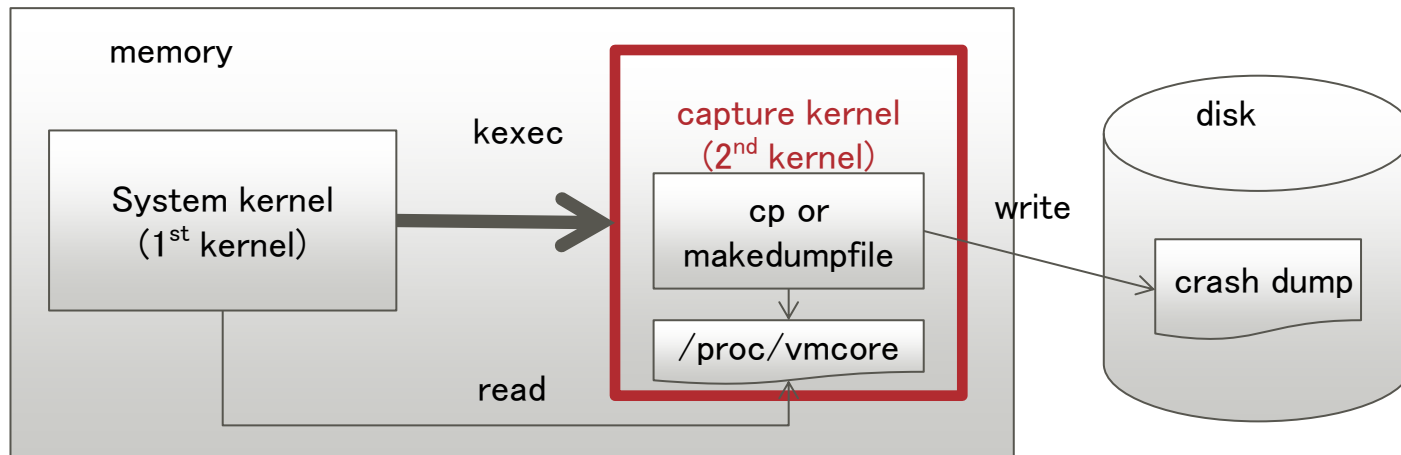 memory
kexec
System kernel
(1st kernel)
capture kernel
(2nd kernel)
cp or
makedumpfile
/proc/vmcore
read
write
disk
crash dump